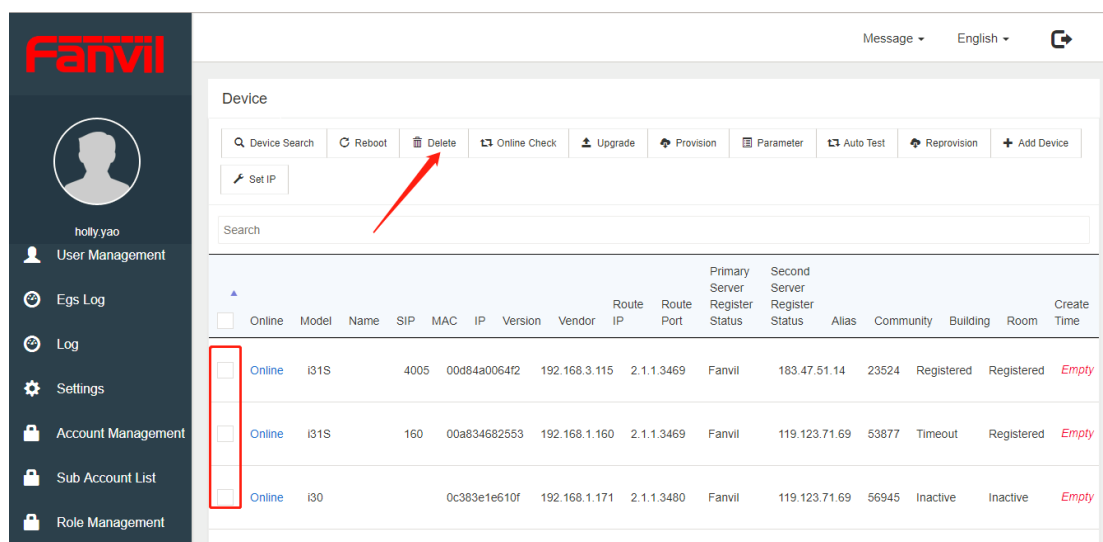 Fanvil
Message English
Device
Device Search Reboot Delete Online Check Upgrade Provision Parameter Auto Test Reprovision Add Device
Set IP
Search
holly.yao
User Management
Egs Log
Log
Settings
Account Management
Sub Account List
Role Management
Online Model Name SIP MAC IP Version Vendor Route IP Route Port Primary Server Register Status Second Server Register Status Alias Community Building Room Create Time
Online i31S 4005 00d84a0064f2 192.168.3.115 2.1.1.3469 Fanvil 183.47.51.14 23524 Registered Registered Empty
Online i31S 160 00a834682553 192.168.1.160 2.1.1.3469 Fanvil 119.123.71.69 53877 Timeout Registered Empty
Online i30 0c383e1e610f 192.168.1.171 2.1.1.3480 Fanvil 119.123.71.69 56945 Inactive Inactive Empty